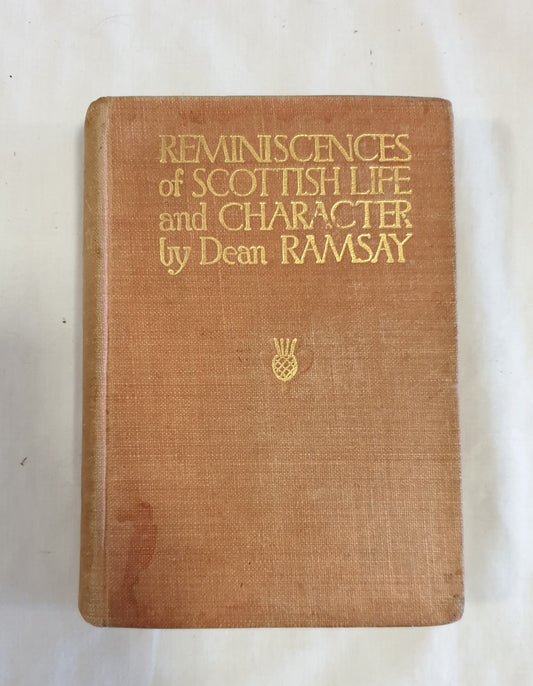 REMINISCENCES
of SCOTTISH LIFE
and CHARACTER
by Dean RAMSAY